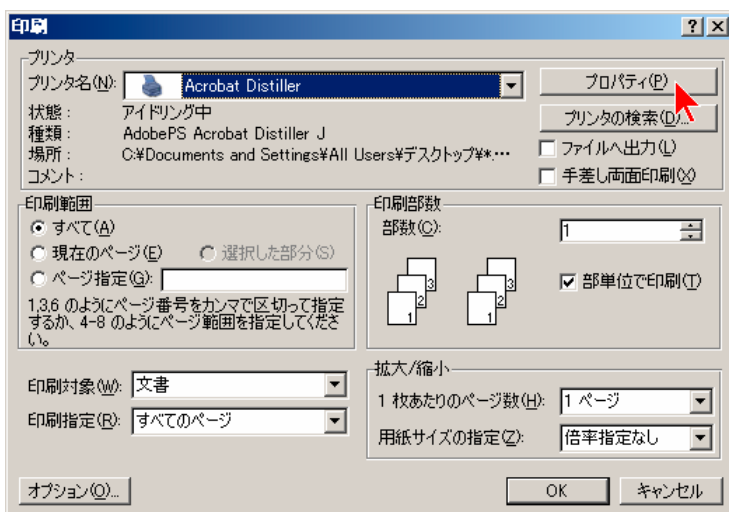 印刷
プリンタ
プリンタ名(N): Acrobat Distiller プロパティ(P)
状態: アイドリング中 プリンタの検索(D)...
種類: AdobePS Acrobat Distiller J
場所: C:¥Documents and Settings¥All Users¥デスクトップ¥*.… ファイルへ出力(L)
コメント: 手差し両面印刷(X)
印刷範囲
すべて(A)
現在のページ(E) 選択した部分(S)
ページ指定(G):
1,3,6 のようにページ番号をカンマで区切って指定
するか、4-8 のようにページ範囲を指定してくださ
い。
印刷部数
部数(C): 1
1 2 3 1 2 3
部単位で印刷(T)
印刷対象(W): 文書
印刷指定(R): すべてのページ
拡大/縮小
1 枚あたりのページ数(H): 1 ページ
用紙サイズの指定(Z): 倍率指定なし
オプション(O)... OK キャンセル